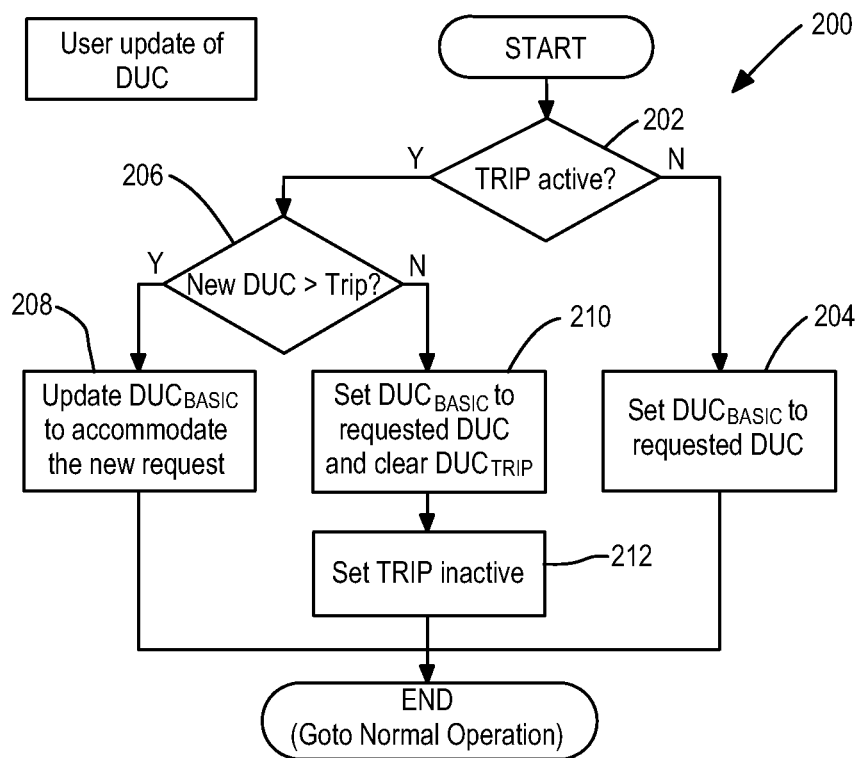 User update of
DUC
START
200
202
Y
TRIP active?
N
206
Y
New DUC > Trip?
N
208
210
204
Update DUCBASIC
to accommodate
the new request
Set DUCBASIC to
requested DUC
and clear DUCTRIP
Set DUCBASIC to
requested DUC
Set TRIP inactive
212
END
(Goto Normal Operation)